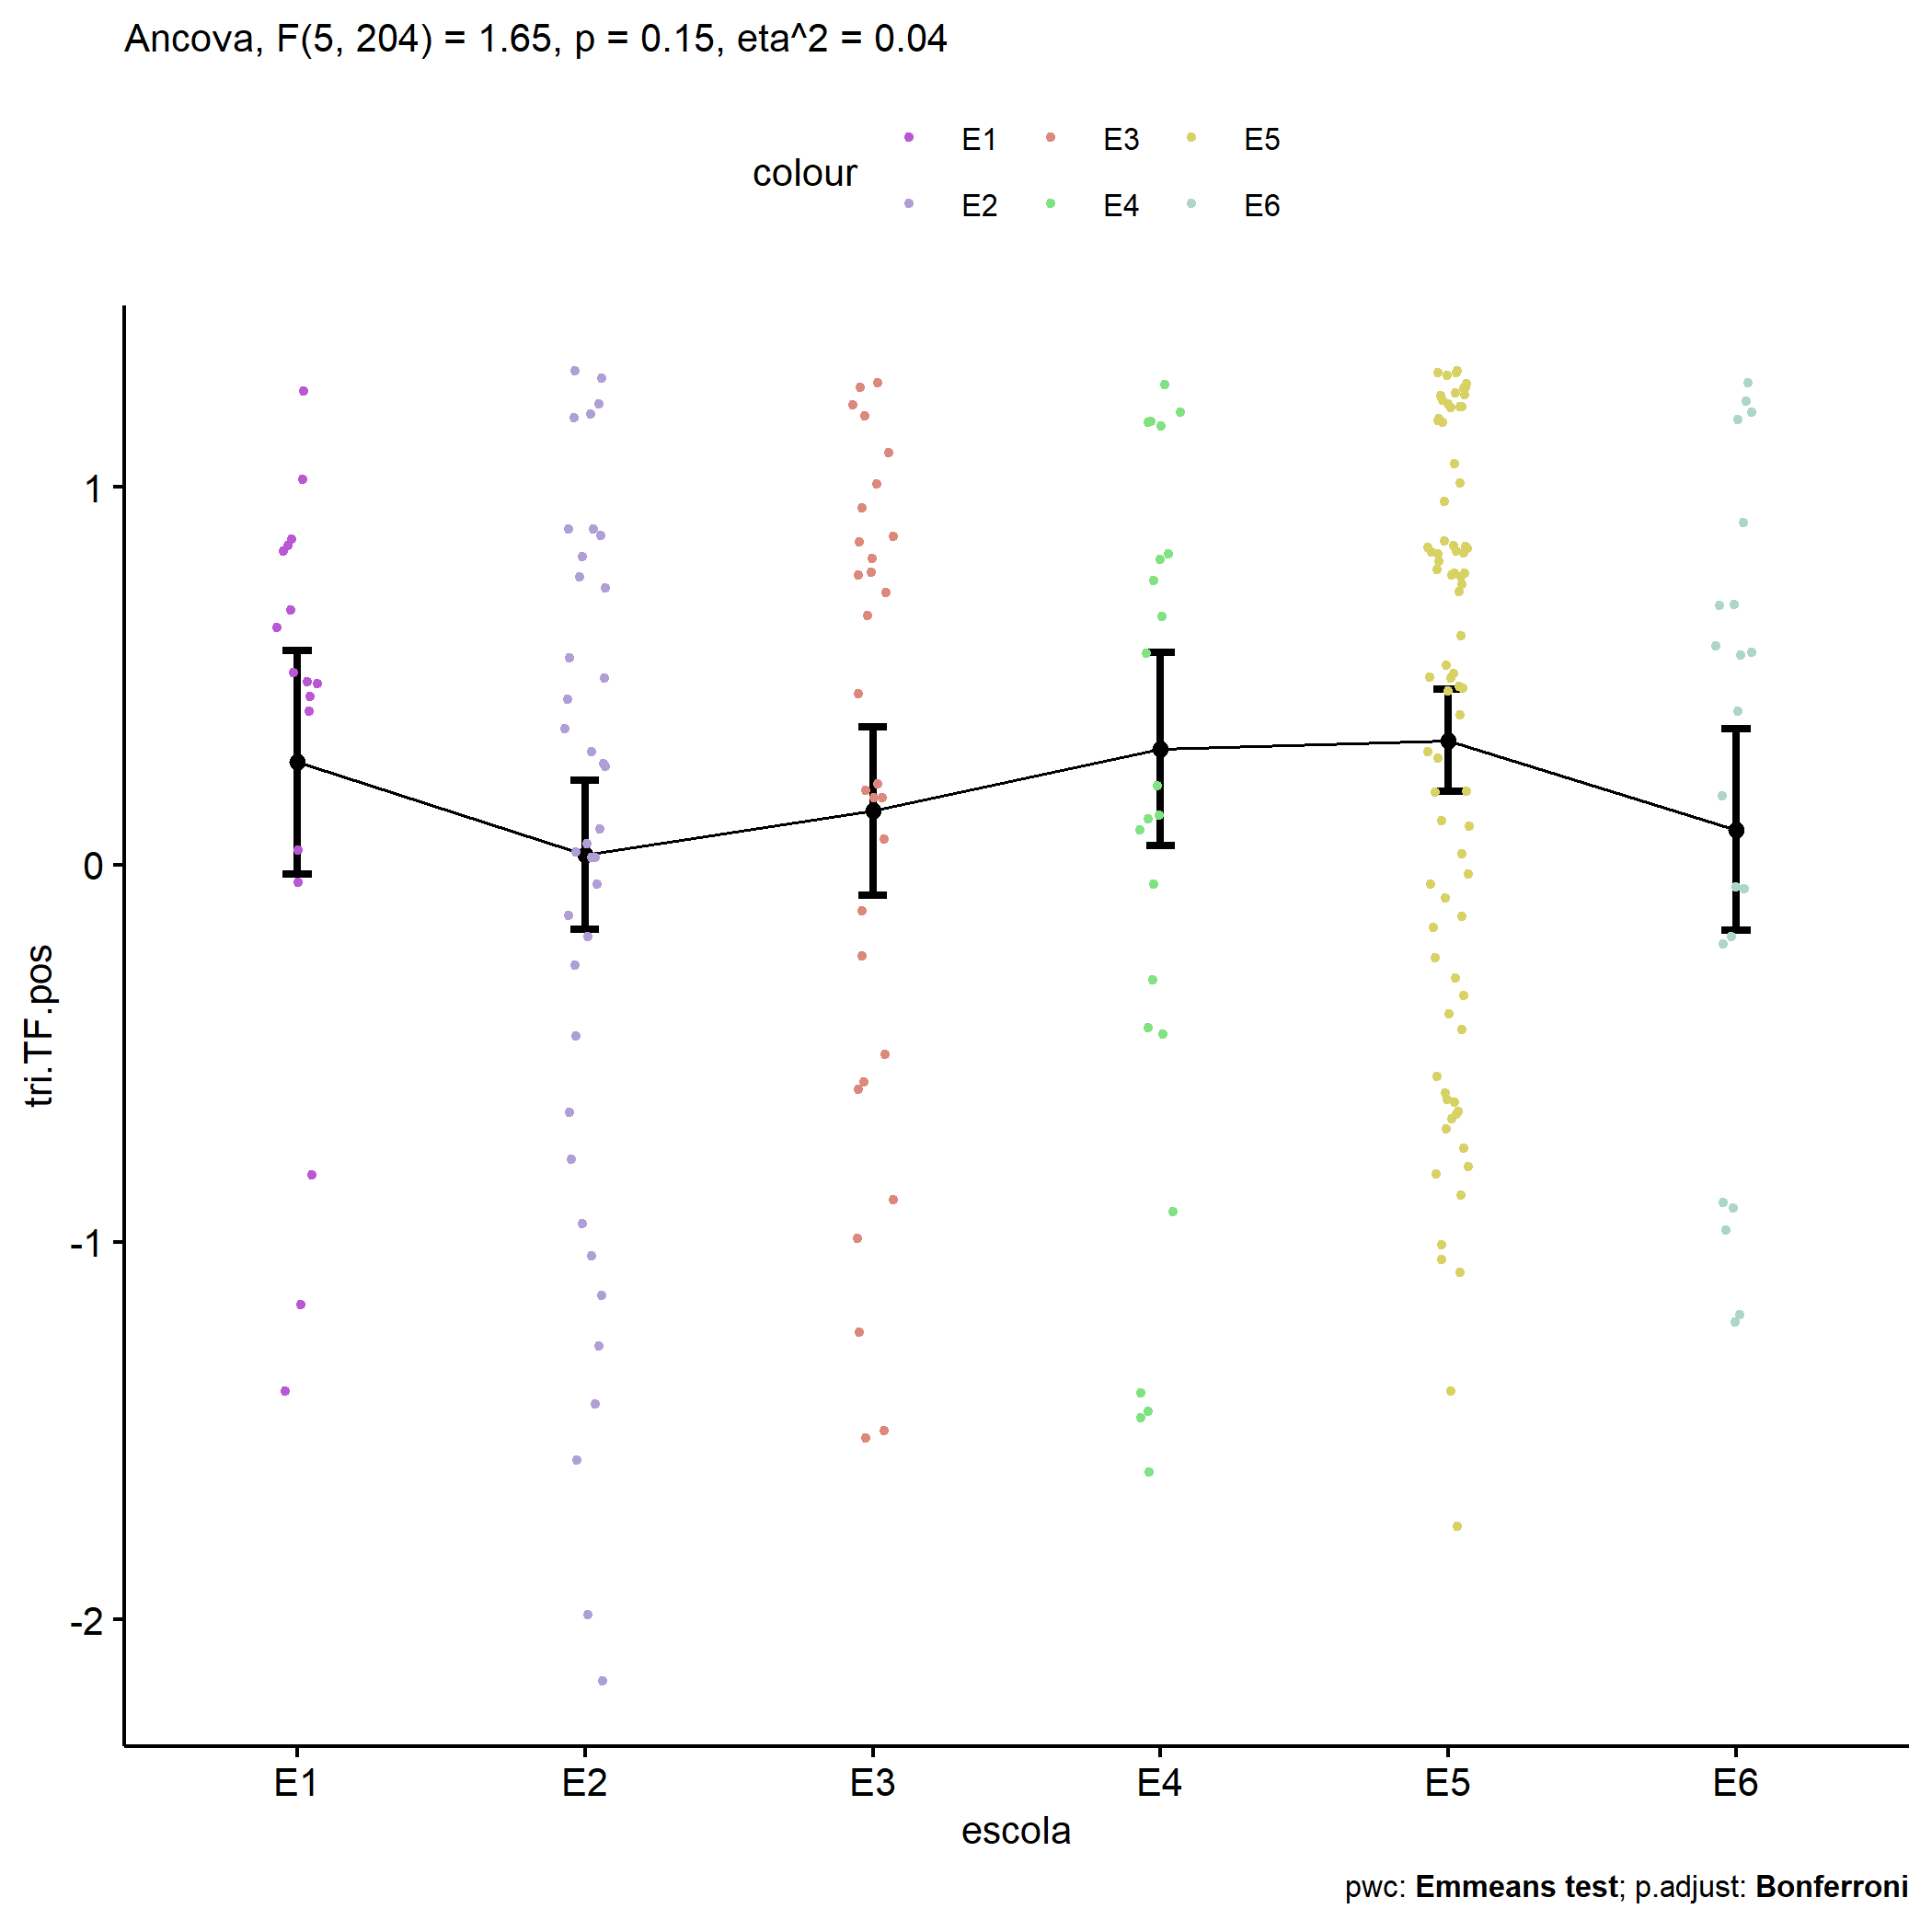 Ancova, F(5, 204) = 1.65, p = 0.15, eta^2 = 0.04
colour
E1 E3 E5
E2 E4 E6
1
0
-1
-2
tri.TF.pos
E1 E2 E3 E4 E5 E6
escola
pwc: Emmeans test; p.adjust: Bonferroni